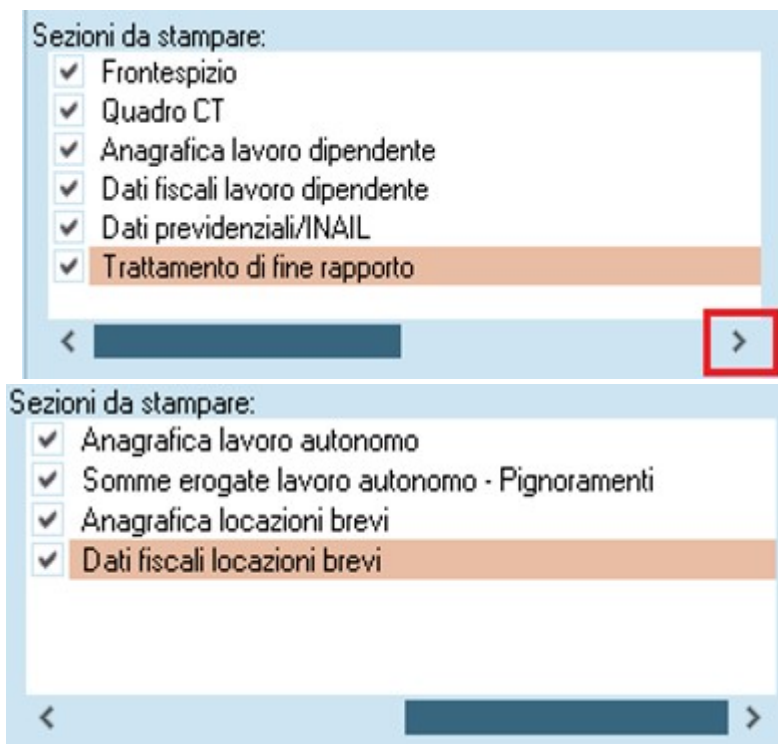 Sezioni da stampare:
Frontespizio
Quadro CT
Anagrafica lavoro dipendente
Dati fiscali lavoro dipendente
Dati previdenziali/INAIL
Trattamento di fine rapporto
Sezioni da stampare:
Anagrafica lavoro autonomo
Somme erogate lavoro autonomo - Pignoramenti
Anagrafica locazioni brevi
Dati fiscali locazioni brevi